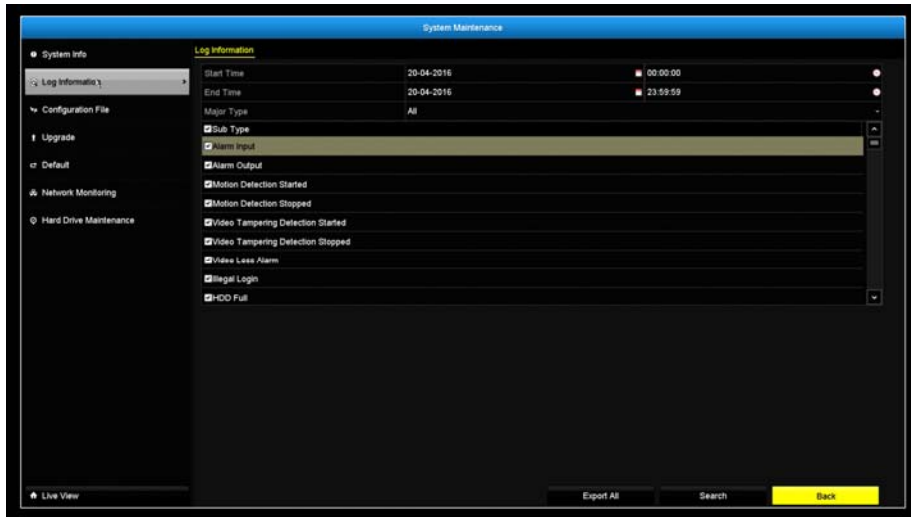 System Maintenance
System Info
Log Information
Configuration File
Upgrade
Default
Network Monitoring
Hard Drive Maintenance
Live View
Log Information
Start Time 20-04-2016 00:00:00
End Time 20-04-2016 23:59:59
Major Type All
Sub Type
Alarm Input
Alarm Output
Motion Detection Started
Motion Detection Stopped
Video Tampering Detection Started
Video Tampering Detection Stopped
Video Loss Alarm
Illegal Login
HDD Full
Export All Search Back